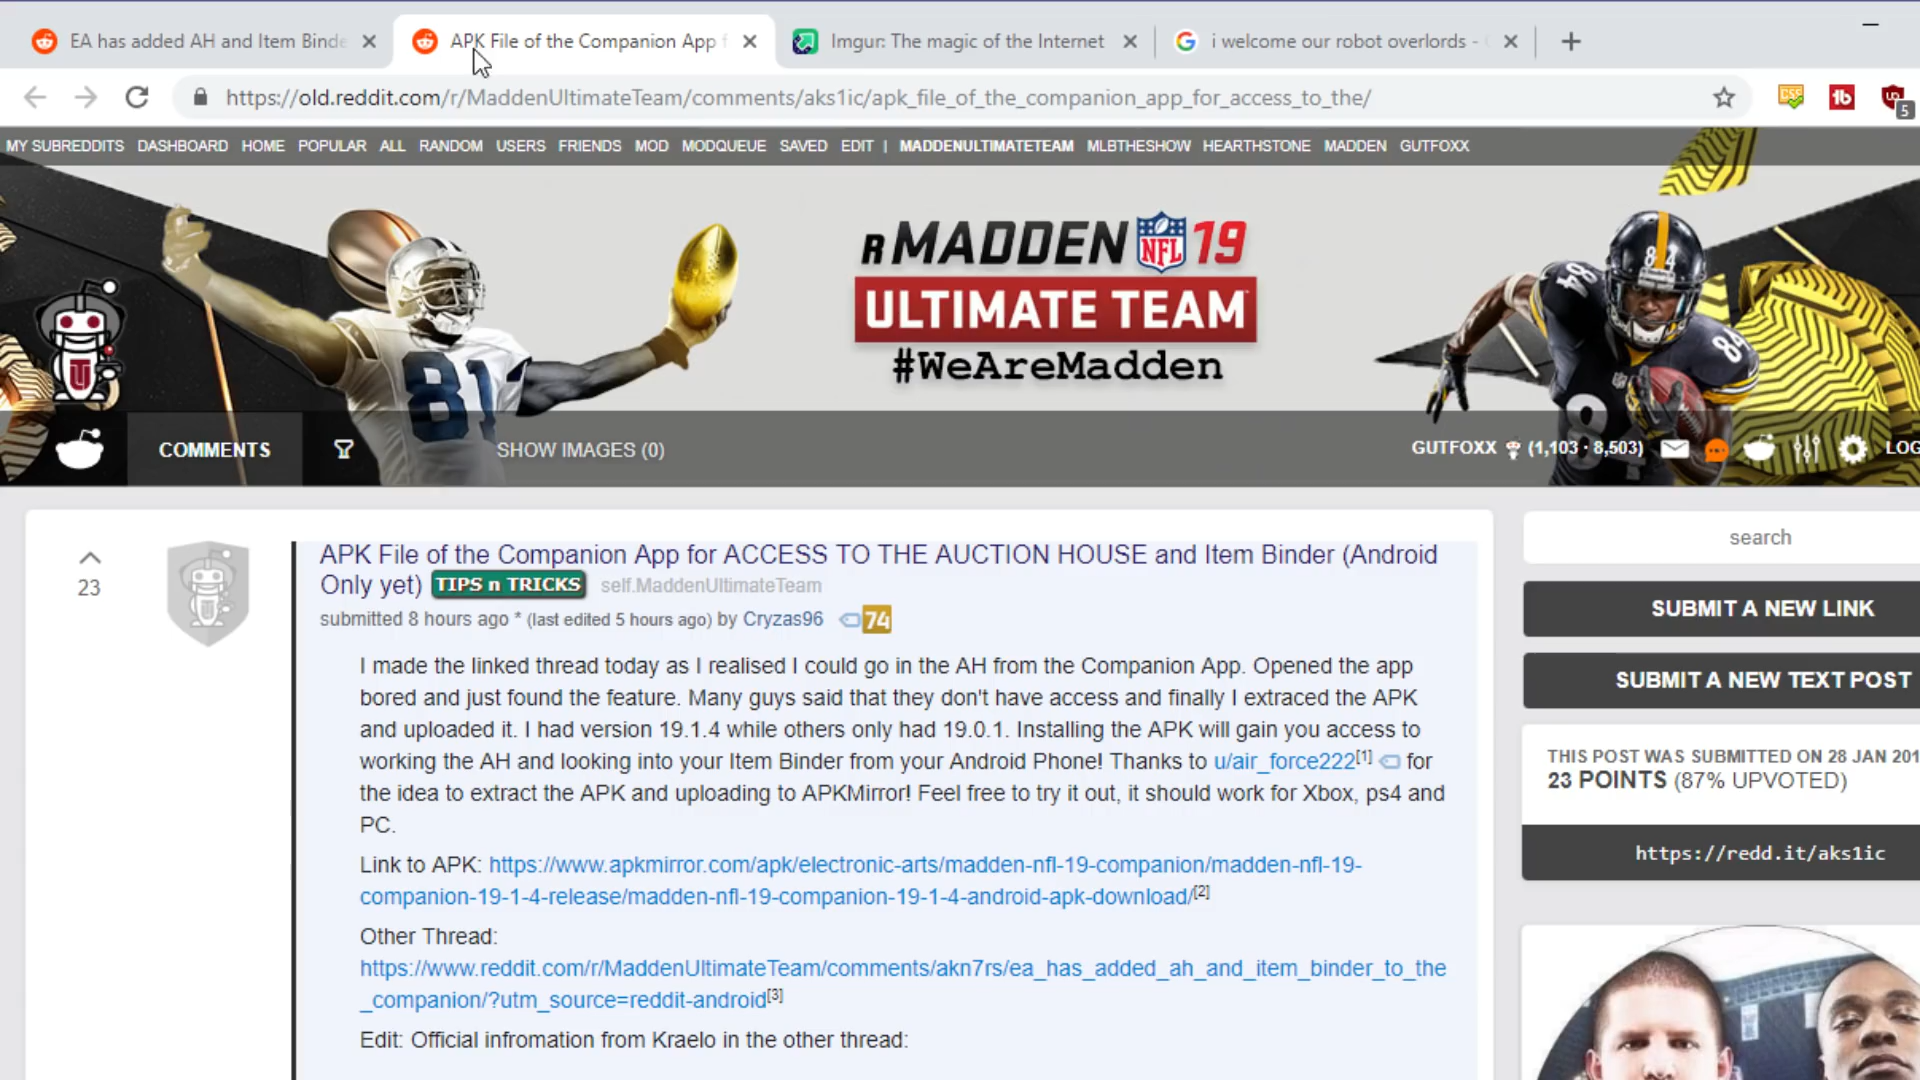 EA has added AH and Item Binde
APK File of the Companion App f
Imgur: The magic of the Internet
i welcome our robot overlords -
https://old.reddit.com/r/MaddenUltimateTeam/comments/aks1ic/apk_file_of_the_companion_app_for_access_to_the/
CSS
1b
5
MY SUBREDDITS DASHBOARD HOME POPULAR ALL RANDOM USERS FRIENDS MOD MODQUEUE SAVED EDIT | MADDENULTIMATETEAM MLBTHESHOW HEARTHSTONE MADDEN GUTFOXX
R MADDEN NFL 19
ULTIMATE TEAM
#WeAreMadden
81
84
84
84
COMMENTS
SHOW IMAGES (0)
GUTFOXX (1,103 · 8,503)
LOG
23
APK File of the Companion App for ACCESS TO THE AUCTION HOUSE and Item Binder (Android
Only yet) TIPS n TRICKS self.MaddenUltimateTeam
submitted 8 hours ago * (last edited 5 hours ago) by Cryzas96 74
I made the linked thread today as I realised I could go in the AH from the Companion App. Opened the app
bored and just found the feature. Many guys said that they don't have access and finally I extraced the APK
and uploaded it. I had version 19.1.4 while others only had 19.0.1. Installing the APK will gain you access to
working the AH and looking into your Item Binder from your Android Phone! Thanks to u/air_force222[1] for
the idea to extract the APK and uploading to APKMirror! Feel free to try it out, it should work for Xbox, ps4 and
PC.
Link to APK: https://www.apkmirror.com/apk/electronic-arts/madden-nfl-19-companion/madden-nfl-19-
companion-19-1-4-release/madden-nfl-19-companion-19-1-4-android-apk-download/[2]
Other Thread:
https://www.reddit.com/r/MaddenUltimateTeam/comments/akn7rs/ea_has_added_ah_and_item_binder_to_the
_companion/?utm_source=reddit-android[3]
Edit: Official infromation from Kraelo in the other thread:
search
SUBMIT A NEW LINK
SUBMIT A NEW TEXT POST
THIS POST WAS SUBMITTED ON 28 JAN 201
23 POINTS (87% UPVOTED)
https://redd.it/aks1ic